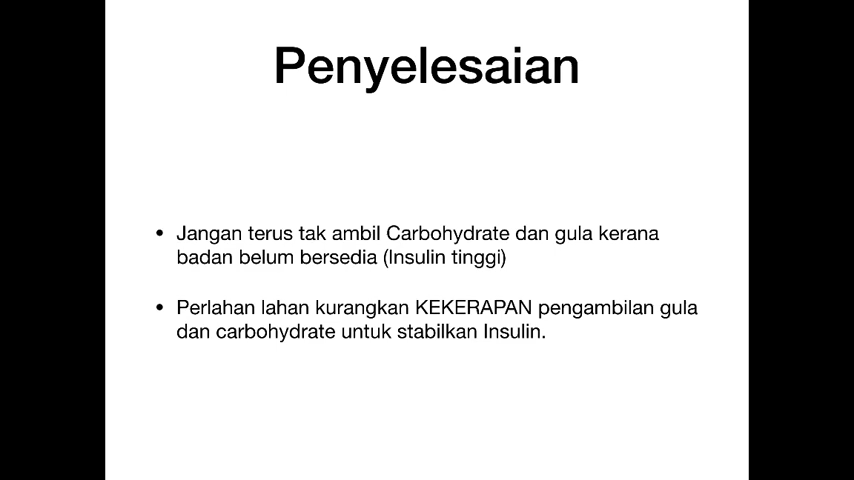 Penyelesaian
• Jangan terus tak ambil Carbohydrate dan gula kerana
badan belum bersedia (Insulin tinggi)
• Perlahan lahan kurangkan KEKERAPAN pengambilan gula
dan carbohydrate untuk stabilkan Insulin.